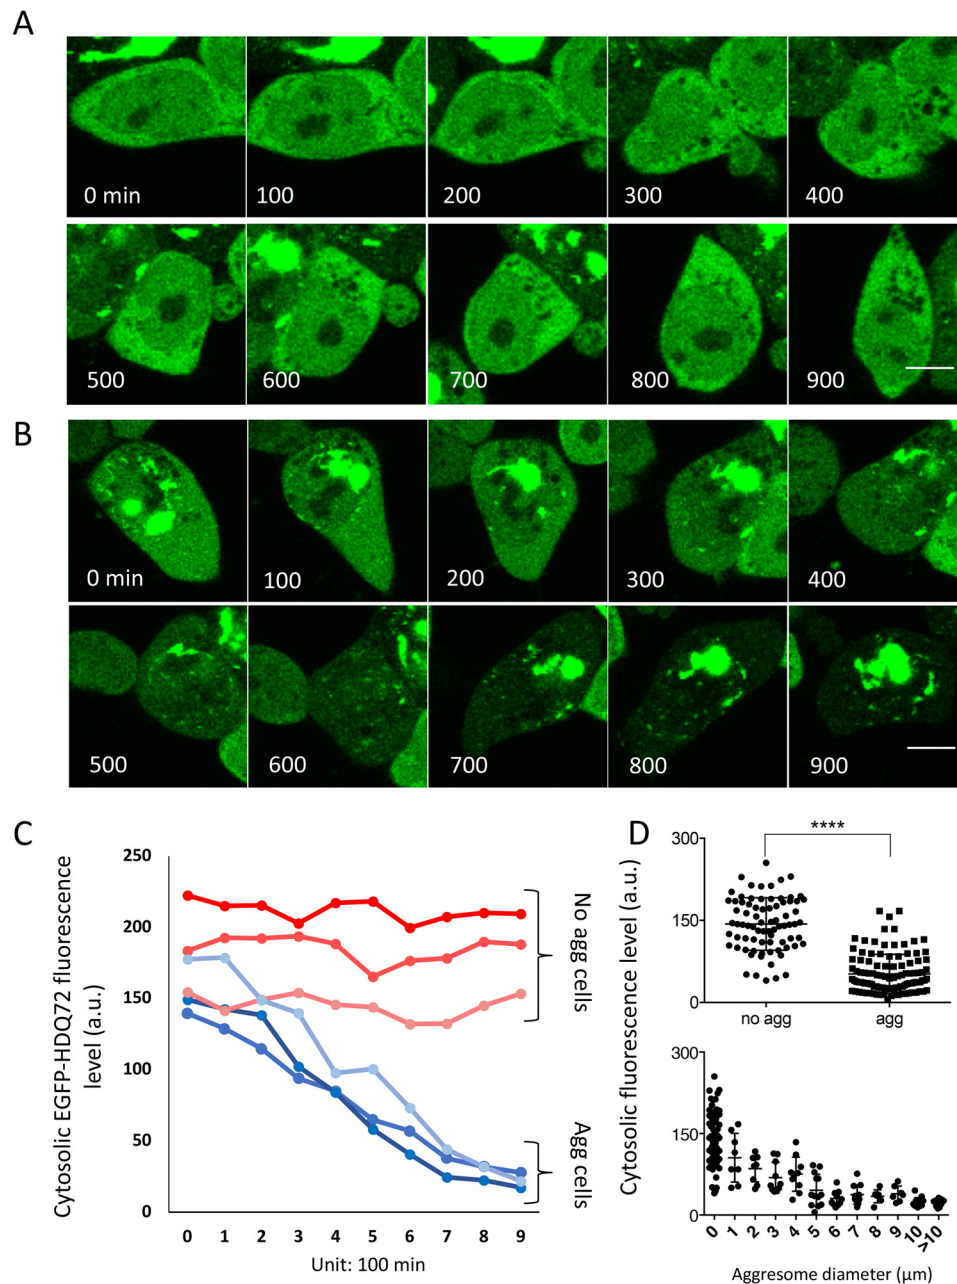 A
0 min
100
200
300
400
500
600
700
800
900
B
0 min
100
200
300
400
500
600
700
800
900
C
Cytosolic EGFP-HDQ72 fluorescence
level (a.u.)
250
200
150
100
50
0
0 1 2 3 4 5 6 7 8 9
Unit: 100 min
No agg cells
Agg cells
D
Cytosolic fluorescence level (a.u.)
****
300
150
0
no agg agg
300
150
0
0 1 2 3 4 5 6 7 8 9 10 >10
Aggresome diameter (μm)